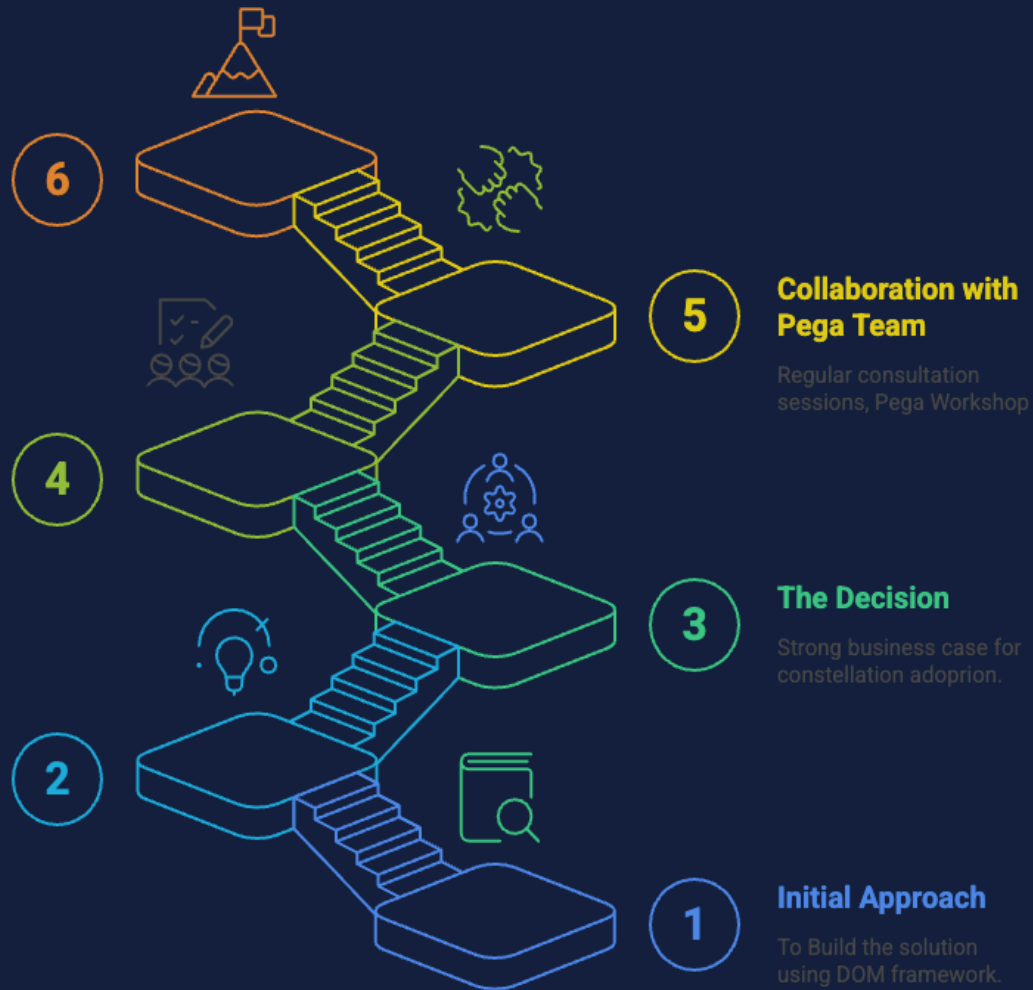 6
5
Collaboration with
Pega Team
Regular consultation
sessions, Pega Workshop
4
3
The Decision
Strong business case for
constellation adoprion.
2
1
Initial Approach
To Build the solution
using DOM framework.